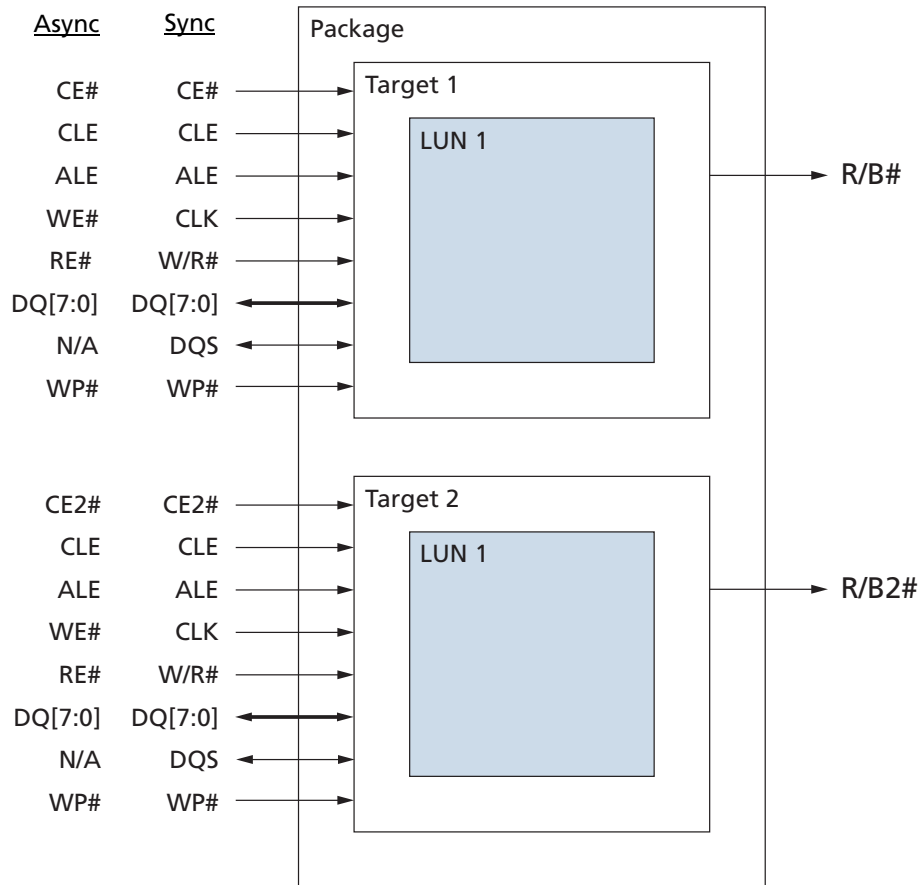 Async Sync
Package
Target 1
LUN 1
CE# CE#
CLE CLE
ALE ALE
WE# CLK
RE# W/R#
DQ[7:0] DQ[7:0]
N/A DQS
WP# WP#
R/B#
Target 2
LUN 1
CE2# CE2#
CLE CLE
ALE ALE
WE# CLK
RE# W/R#
DQ[7:0] DQ[7:0]
N/A DQS
WP# WP#
R/B2#